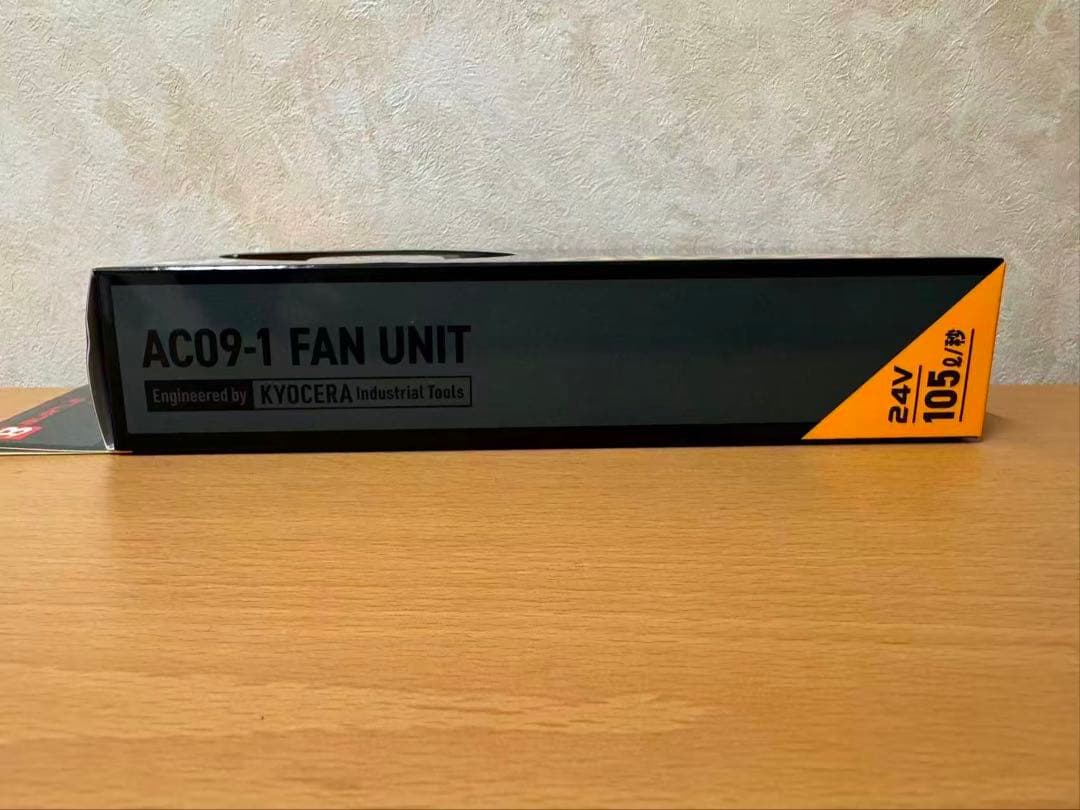 AC09-1 FAN UNIT
Engineered by KYOCERA Industrial Tools
24V
105ℓ/秒